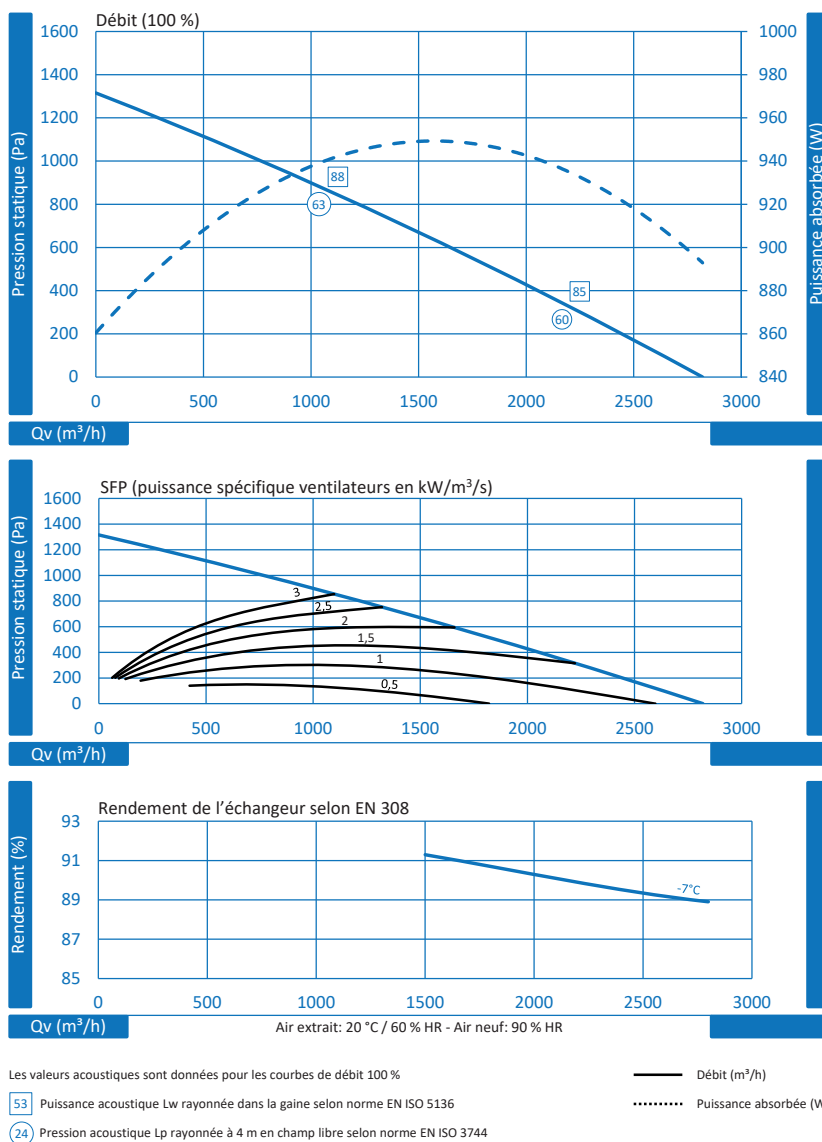 Débit (100 %)
Pression statique (Pa)
1600
1400
1200
1000
800
600
400
200
0
1000
980
960
940
920
900
880
860
840
Puissance absorbée (W)
88
63
85
60
0 500 1000 1500 2000 2500 3000
Qv (m³/h)
SFP (puissance spécifique ventilateurs en kW/m³/s)
Pression statique (Pa)
1600
1400
1200
1000
800
600
400
200
0
3
2,5
2
1,5
1
0,5
0 500 1000 1500 2000 2500 3000
Qv (m³/h)
Rendement de l'échangeur selon EN 308
Rendement (%)
93
91
89
87
85
-7°C
0 500 1000 1500 2000 2500 3000
Qv (m³/h)
Air extrait: 20 °C / 60 % HR - Air neuf: 90 % HR
Les valeurs acoustiques sont données pour les courbes de débit 100 %
Débit (m³/h)
53 Puissance acoustique Lw rayonnée dans la gaine selon norme EN ISO 5136
Puissance absorbée (W
24 Pression acoustique Lp rayonnée à 4 m en champ libre selon norme EN ISO 3744